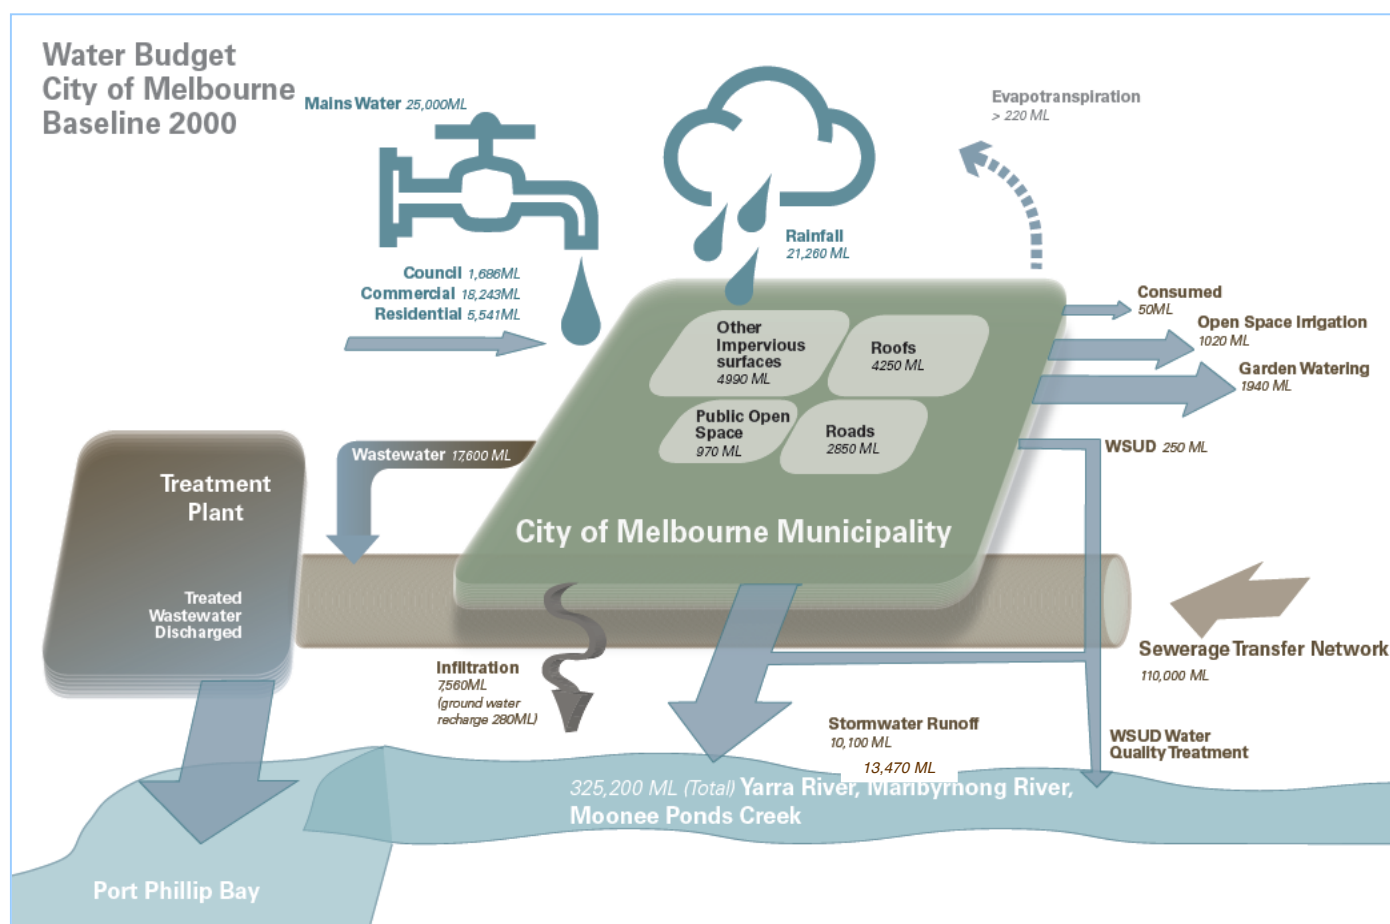 Water Budget
City of Melbourne
Baseline 2000
Mains Water 25,000ML
Evapotranspiration
> 220 ML
Rainfall
21,260 ML
Council 1,686ML
Commercial 18,243ML
Residential 5,541ML
Consumed
50ML
Open Space Irrigation
1020 ML
Garden Watering
1940 ML
Other
Impervious
surfaces
4990 ML
Roofs
4250 ML
Public Open
Space
970 ML
Roads
2850 ML
WSUD 250 ML
Wastewater 17,600 ML
Treatment
Plant
City of Melbourne Municipality
Treated
Wastewater
Discharged
Infiltration
7,560ML
(ground water
recharge 280ML)
Sewerage Transfer Network
110,000 ML
Stormwater Runoff
10,100 ML
13,470 ML
WSUD Water
Quality Treatment
325,200 ML (Total) Yarra River, Maribyrnong River,
Moonee Ponds Creek
Port Phillip Bay